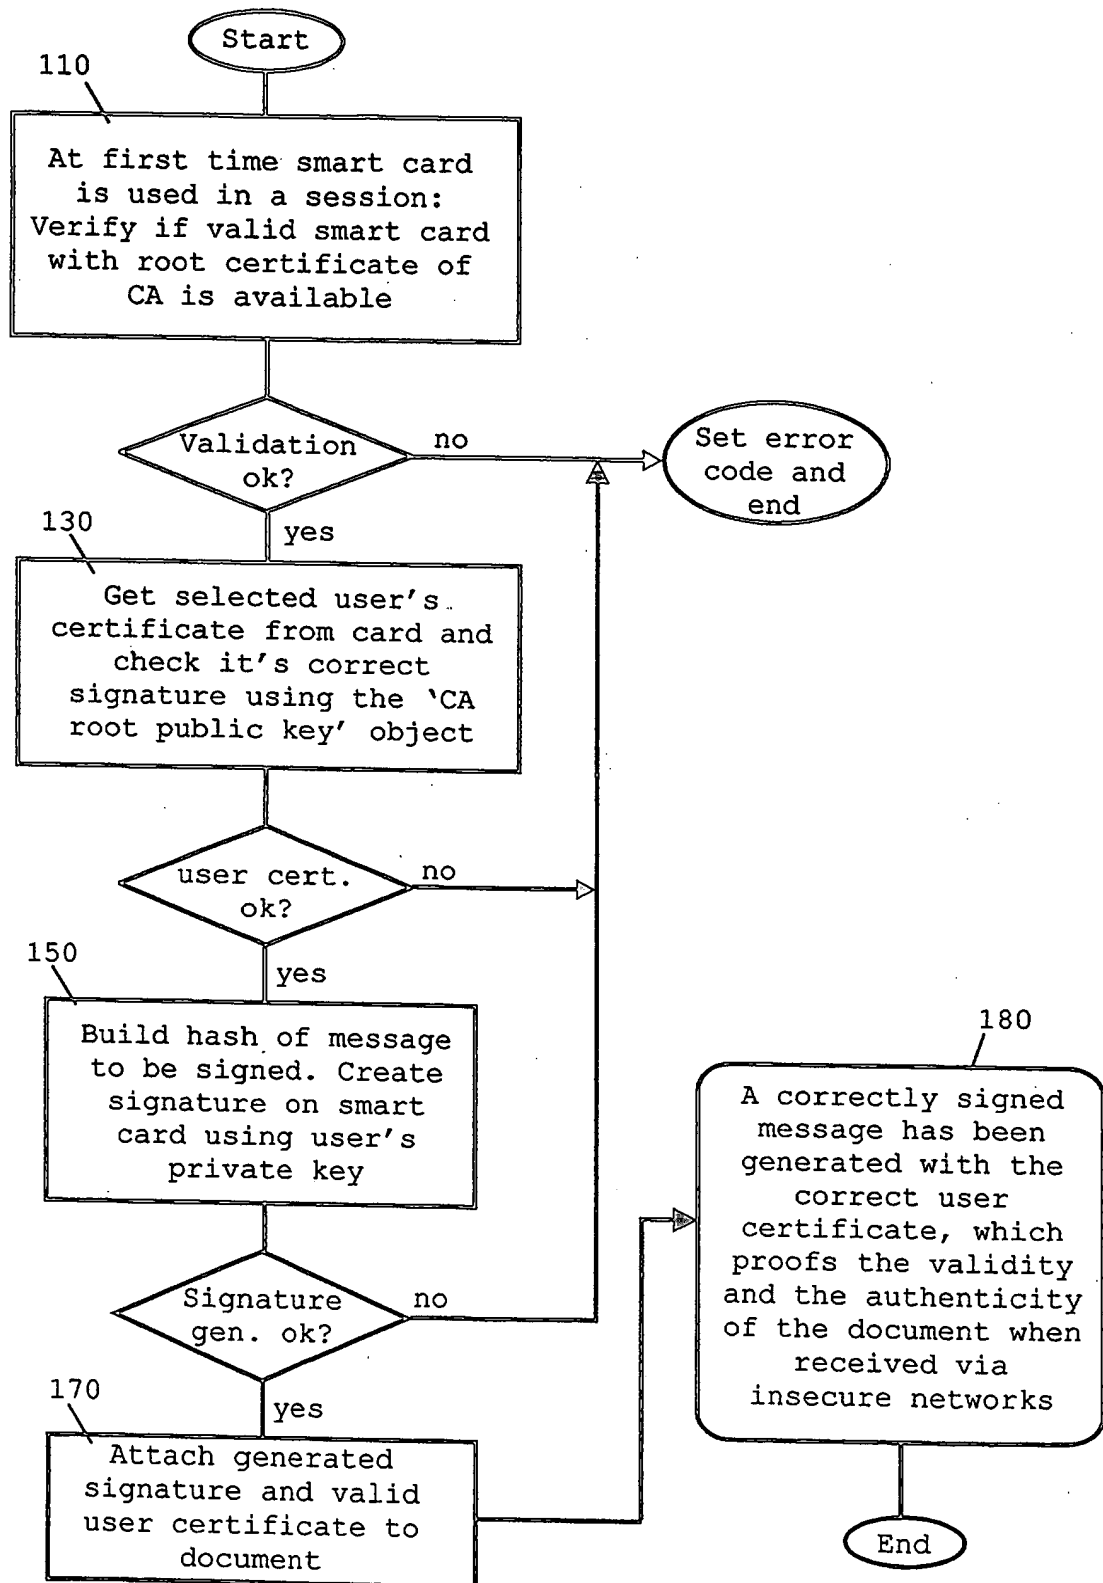 Start
110
At first time smart card
is used in a session:
Verify if valid smart card
with root certificate of
CA is available
Validation
ok?
no
Set error
code and
end
yes
130
Get selected user's
certificate from card and
check it's correct
signature using the 'CA
root public key' object
user cert.
ok?
no
yes
150
Build hash of message
to be signed. Create
signature on smart
card using user's
private key
Signature
gen. ok?
no
yes
170
Attach generated
signature and valid
user certificate to
document
180
A correctly signed
message has been
generated with the
correct user
certificate, which
proofs the validity
and the authenticity
of the document when
received via
insecure networks
End